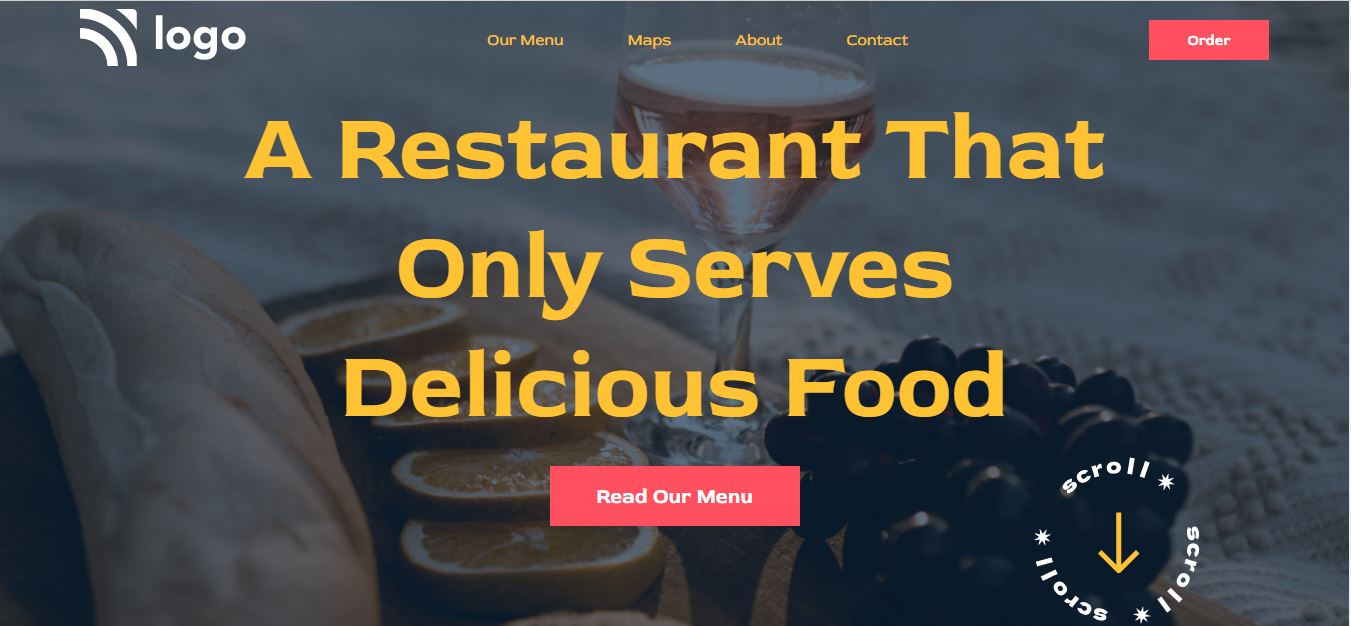 logo
Our Menu Maps About Contact
Order
A Restaurant That
Only Serves
Delicious Food
Read Our Menu
scroll ✷ scroll ✷ scroll ✷